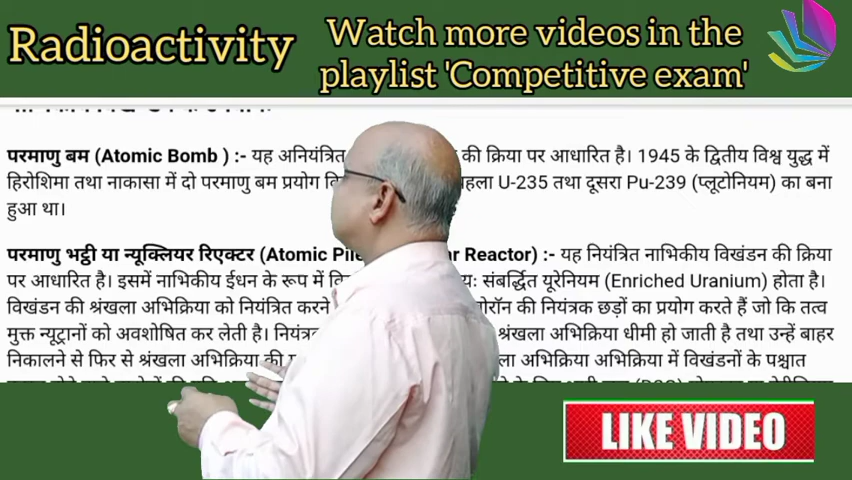 Radioactivity
Watch more videos in the
playlist 'Competitive exam'
परमाणु बम (Atomic Bomb ) :- यह अनियंत्रित की क्रिया पर आधारित है। 1945 के द्वितीय विश्व युद्ध में
हिरोशिमा तथा नाकासा में दो परमाणु बम प्रयोग U-235 तथा दूसरा Pu-239 (प्लूटोनियम) का बना
हुआ था।
परमाणु भट्टी या न्यूक्लियर रिएक्टर (Atomic Reactor) :- यह नियंत्रित नाभिकीय विखंडन की क्रिया
पर आधारित है। इसमें नाभिकीय ईधन के रूप में संबर्द्धित यूरेनियम (Enriched Uranium) होता है।
विखंडन की श्रंखला अभिक्रिया को नियंत्रित करने की नियंत्रक छड़ों का प्रयोग करते हैं जो कि तत्व
मुक्त न्यूट्रानों को अवशोषित कर लेती है। श्रंखला अभिक्रिया धीमी हो जाती है तथा उन्हें बाहर
निकालने से फिर से श्रंखला अभिक्रिया की अभिक्रिया अभिक्रिया में विखंडनों के पश्चात
LIKE VIDEO